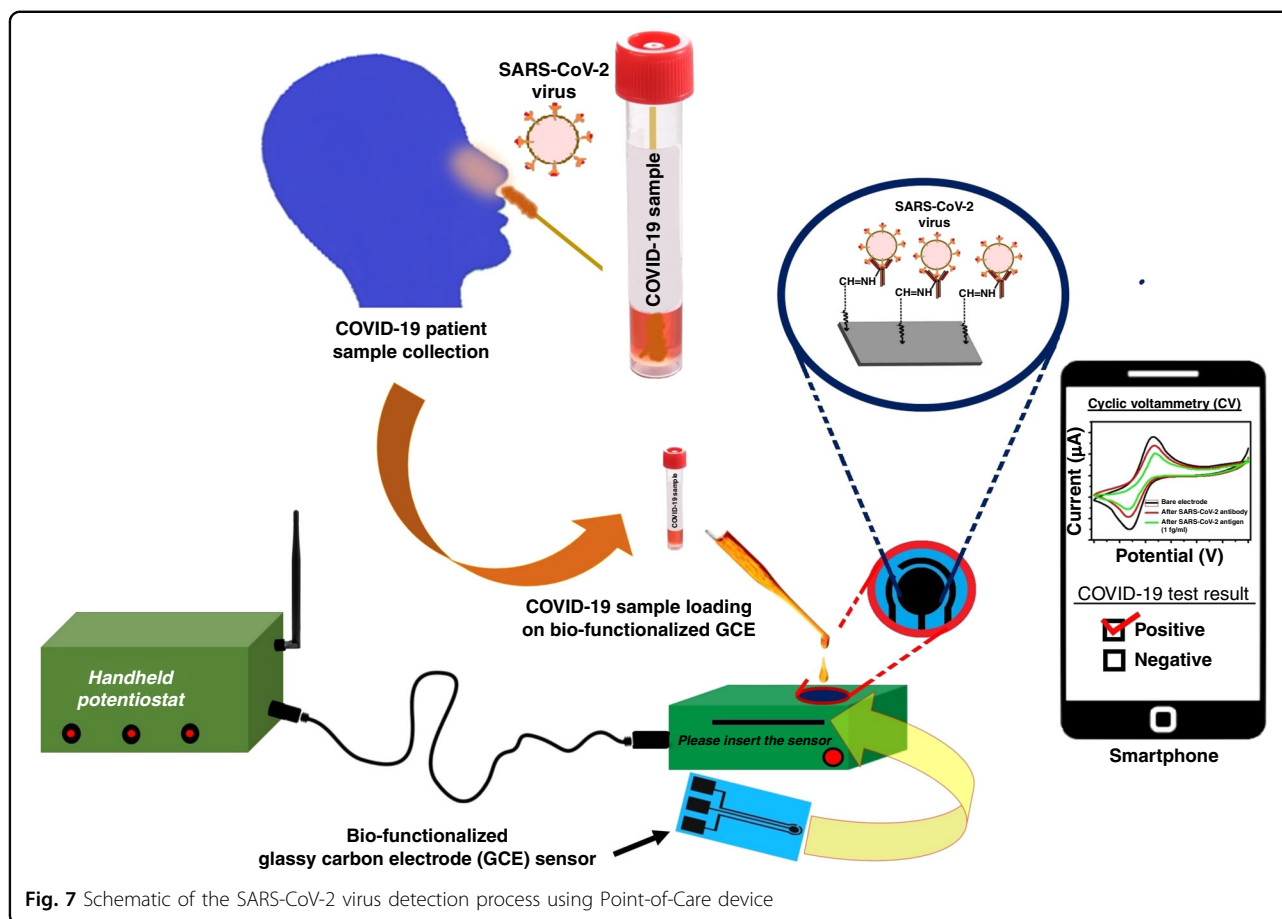 SARS-CoV-2
virus
COVID-19 sample
COVID-19 patient
sample collection
SARS-CoV-2
virus
CH=NH
CH=NH
CH=NH
COVID-19 sample
COVID-19 sample loading
on bio-functionalized GCE
Handheld
potentiostat
Please insert the sensor
Bio-functionalized
glassy carbon electrode (GCE) sensor
Cyclic voltammetry (CV)
Current (µA)
Bare electrode
After SARS-CoV-2 antibody
After SARS-CoV-2 antigen
(1 fg/ml)
Potential (V)
COVID-19 test result
Positive
Negative
Smartphone
Fig. 7 Schematic of the SARS-CoV-2 virus detection process using Point-of-Care device